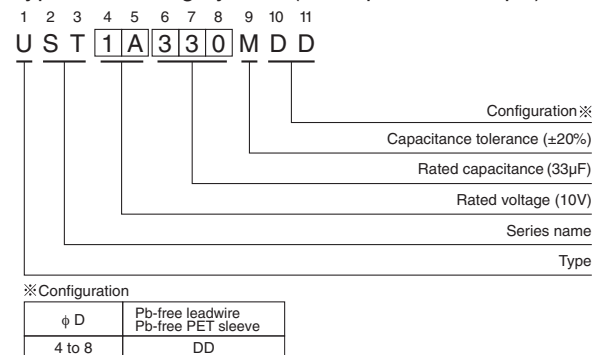 1 2 3 4 5 6 7 8 9 10 11
U S T 1 A 3 3 0 M D D
Configuration※
Capacitance tolerance (±20%)
Rated capacitance (33µF)
Rated voltage (10V)
Series name
Type
※Configuration
ϕ D
Pb-free leadwire
Pb-free PET sleeve
4 to 8
DD